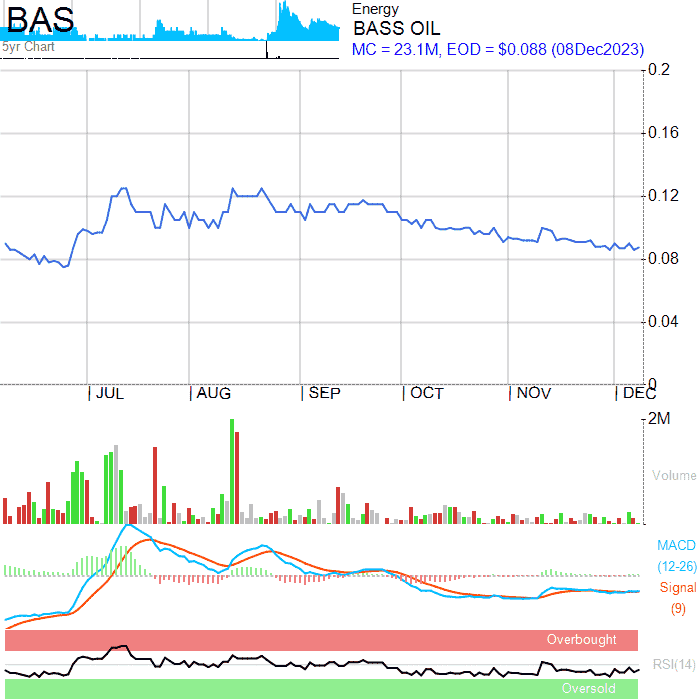 BAS
5yr Chart
Energy
BASS OIL
MC = 23.1M, EOD = $0.088 (08Dec2023)
0.2
0.16
0.12
0.08
0.04
0
JUL AUG SEP OCT NOV DEC
2M
Volume
MACD
(12-26)
Signal
(9)
Overbought
RSI(14)
Oversold